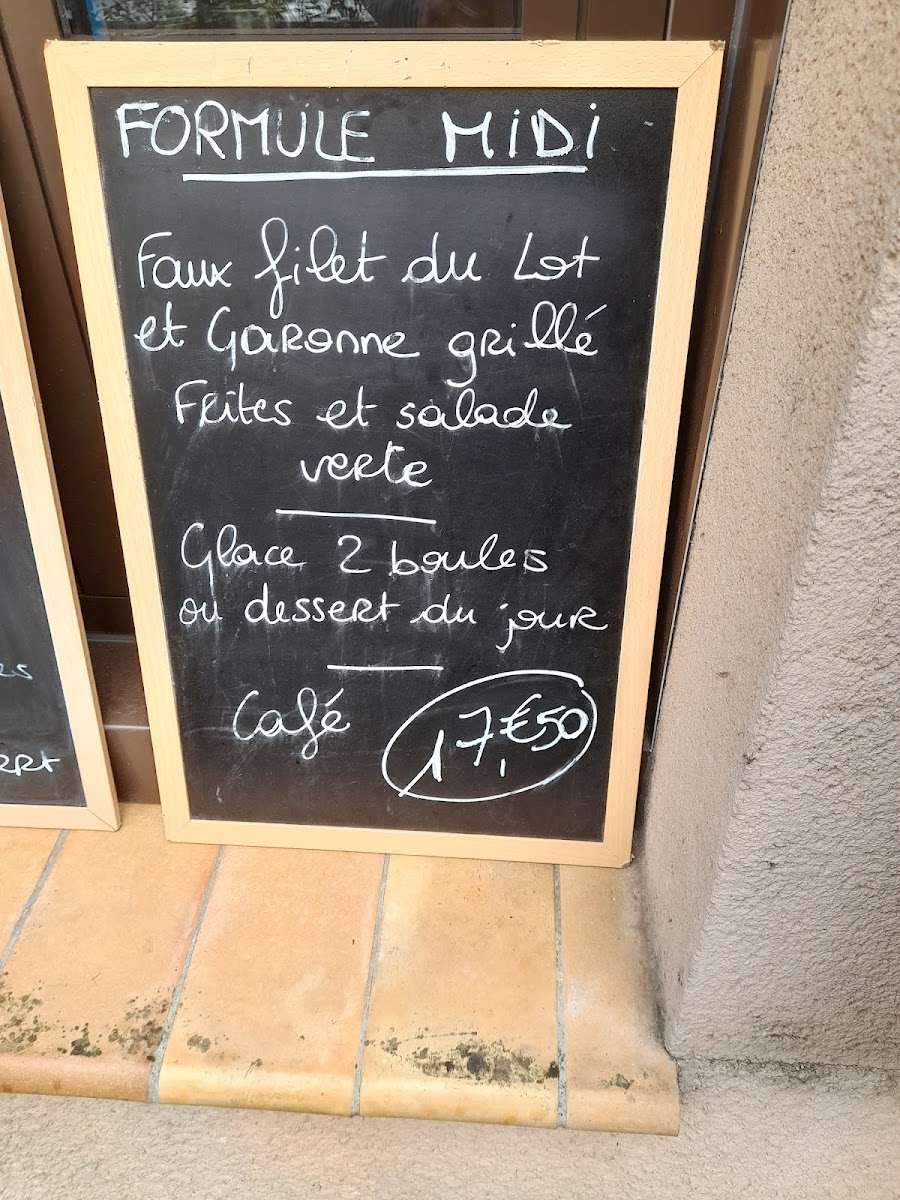 FORMULE MiDi
Faux filet du Lot
et Garonne grillé
Frites et salade
verte
Glace 2 boules
ou dessert du jour
Café
17,€50